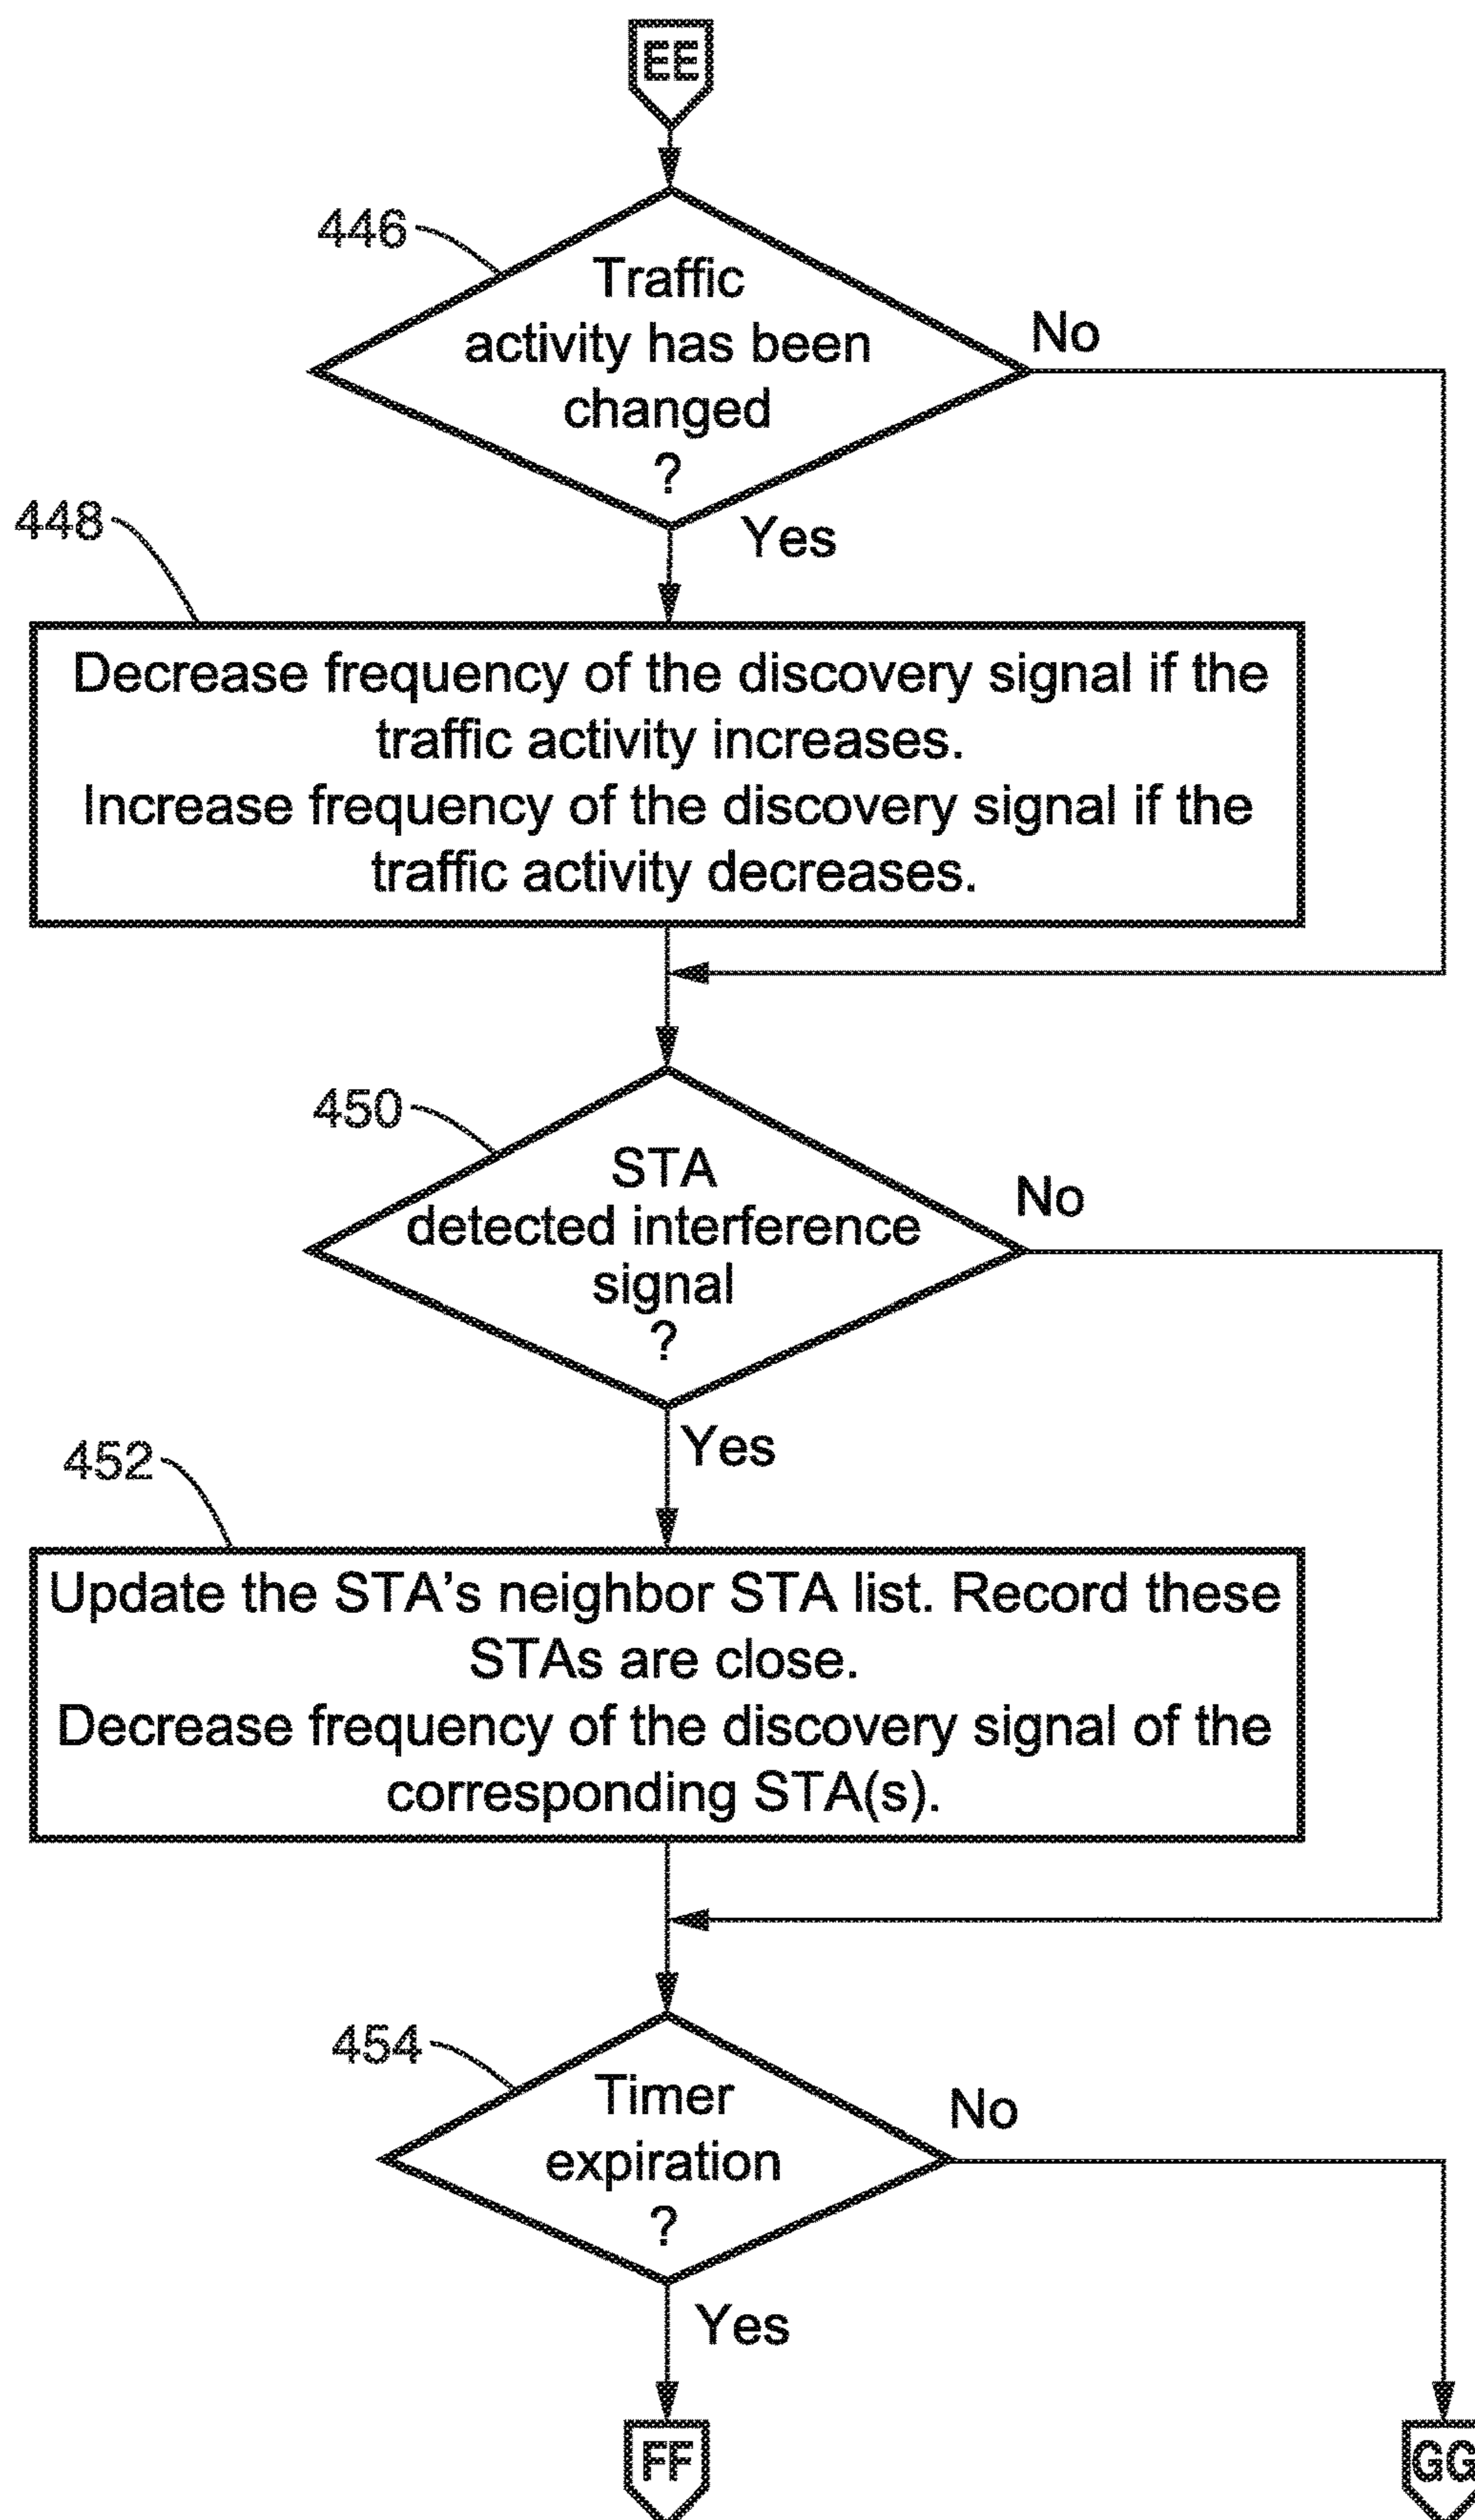 EE
446
Traffic
activity has been
changed
?
No
Yes
448
Decrease frequency of the discovery signal if the
traffic activity increases.
Increase frequency of the discovery signal if the
traffic activity decreases.
450
STA
detected interference
signal
?
No
Yes
452
Update the STA's neighbor STA list. Record these
STAs are close.
Decrease frequency of the discovery signal of the
corresponding STA(s).
454
Timer
expiration
?
No
Yes
FF
GG